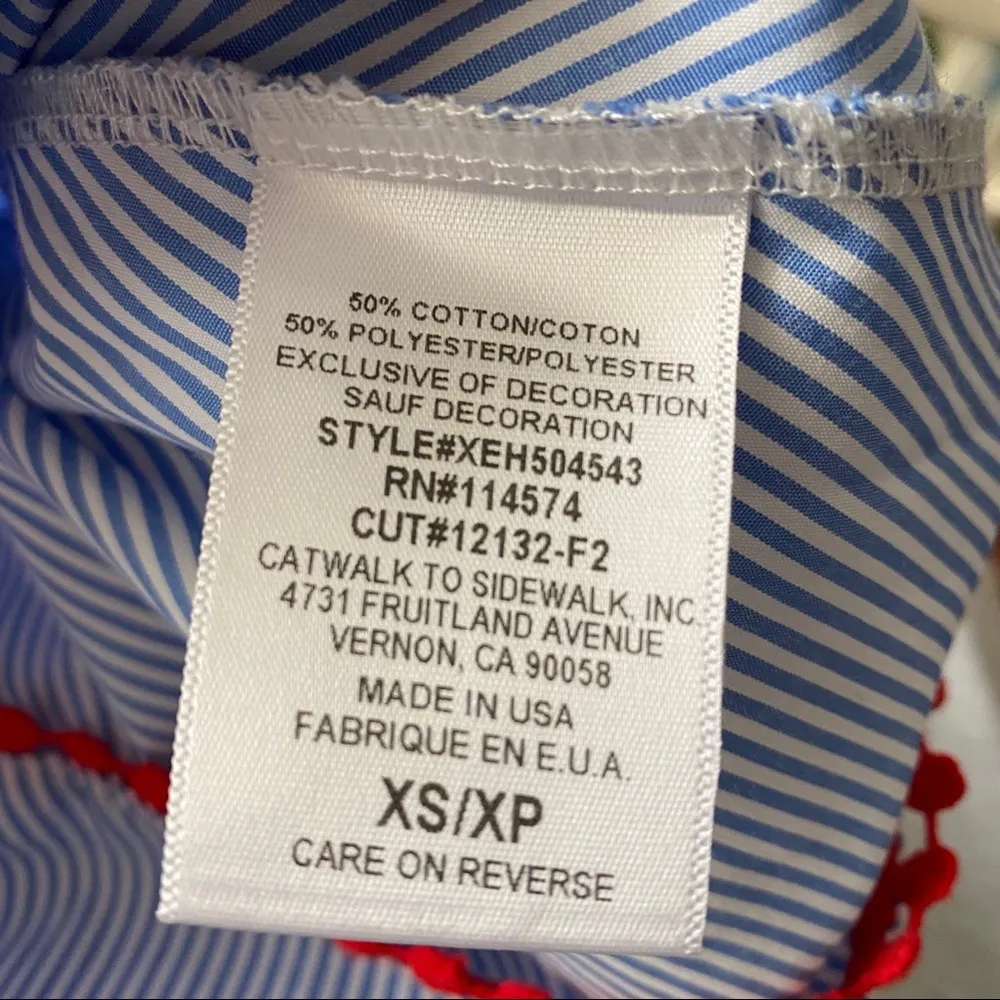 50% COTTON/COTON
50% POLYESTER/POLYESTER
EXCLUSIVE OF DECORATION
SAUF DECORATION
STYLE#XEH504543
RN#114574
CUT#12132-F2
CATWALK TO SIDEWALK, INC
4731 FRUITLAND AVENUE
VERNON, CA 90058
MADE IN USA
FABRIQUE EN E.U.A.
XS/XP
CARE ON REVERSE